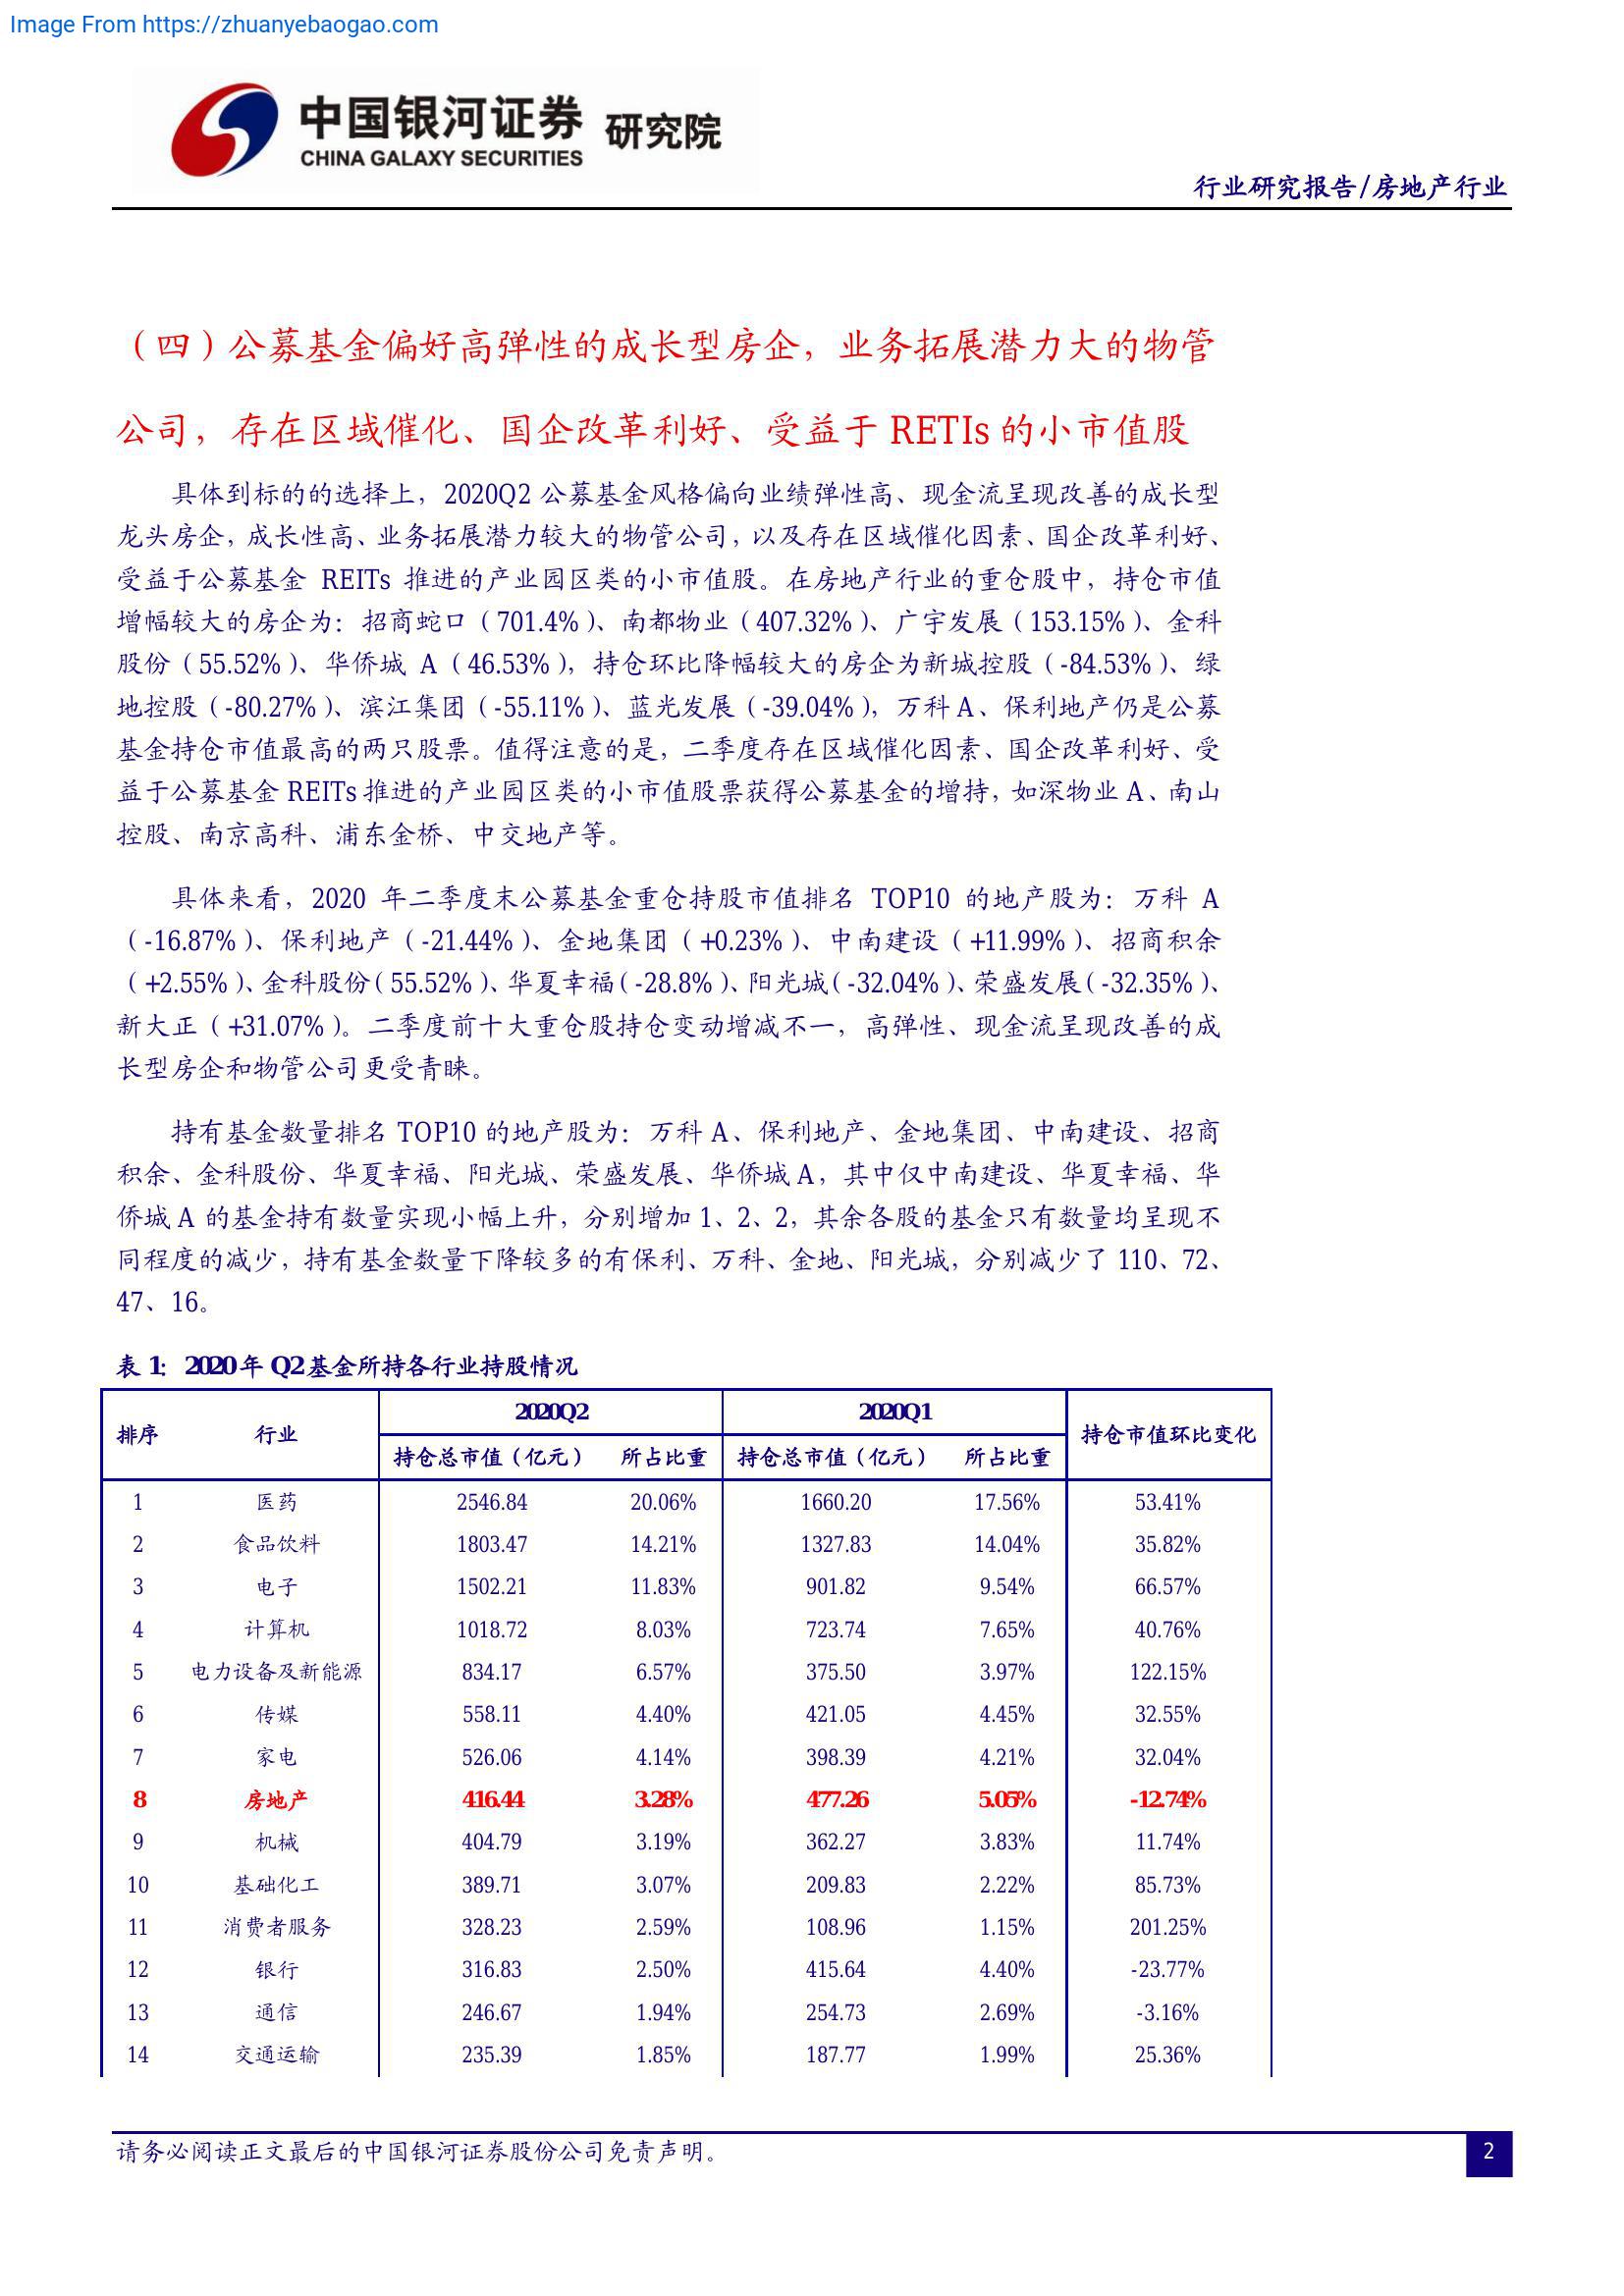 Image From https://zhuanyebaogao.com
中国银河证券 研究院
CHINA GALAXY SECURITIES
行业研究报告/房地产行业
（四）公募基金偏好高弹性的成长型房企，业务拓展潜力大的物管
公司，存在区域催化、国企改革利好、受益于 RETIs 的小市值股
具体到标的的选择上，2020Q2 公募基金风格偏向业绩弹性高、现金流呈现改善的成长型
龙头房企，成长性高、业务拓展潜力较大的物管公司，以及存在区域催化因素、国企改革利好、
受益于公募基金 REITs 推进的产业园区类的小市值股。在房地产行业的重仓股中，持仓市值
增幅较大的房企为：招商蛇口（701.4%）、南都物业（407.32%）、广宇发展（153.15%）、金科
股份（55.52%）、华侨城 A（46.53%），持仓环比降幅较大的房企为新城控股（-84.53%）、绿
地控股（-80.27%）、滨江集团（-55.11%）、蓝光发展（-39.04%），万科 A、保利地产仍是公募
基金持仓市值最高的两只股票。值得注意的是，二季度存在区域催化因素、国企改革利好、受
益于公募基金 REITs 推进的产业园区类的小市值股票获得公募基金的增持，如深物业 A、南山
控股、南京高科、浦东金桥、中交地产等。
具体来看，2020 年二季度末公募基金重仓持股市值排名 TOP10 的地产股为：万科 A
（-16.87%）、保利地产（-21.44%）、金地集团（+0.23%）、中南建设（+11.99%）、招商积余
（+2.55%）、金科股份（55.52%）、华夏幸福（-28.8%）、阳光城（-32.04%）、荣盛发展（-32.35%）、
新大正（+31.07%）。二季度前十大重仓股持仓变动增减不一，高弹性、现金流呈现改善的成
长型房企和物管公司更受青睐。
持有基金数量排名 TOP10 的地产股为：万科 A、保利地产、金地集团、中南建设、招商
积余、金科股份、华夏幸福、阳光城、荣盛发展、华侨城 A，其中仅中南建设、华夏幸福、华
侨城 A 的基金持有数量实现小幅上升，分别增加 1、2、2，其余各股的基金只有数量均呈现不
同程度的减少，持有基金数量下降较多的有保利、万科、金地、阳光城，分别减少了 110、72、
47、16。
表 1：2020 年 Q2 基金所持各行业持股情况
排序 行业 2020Q2 2020Q1 持仓市值环比变化
持仓总市值（亿元） 所占比重 持仓总市值（亿元） 所占比重
1 医药 2546.84 20.06% 1660.20 17.56% 53.41%
2 食品饮料 1803.47 14.21% 1327.83 14.04% 35.82%
3 电子 1502.21 11.83% 901.82 9.54% 66.57%
4 计算机 1018.72 8.03% 723.74 7.65% 40.76%
5 电力设备及新能源 834.17 6.57% 375.50 3.97% 122.15%
6 传媒 558.11 4.40% 421.05 4.45% 32.55%
7 家电 526.06 4.14% 398.39 4.21% 32.04%
8 房地产 416.44 3.28% 477.26 5.05% -12.74%
9 机械 404.79 3.19% 362.27 3.83% 11.74%
10 基础化工 389.71 3.07% 209.83 2.22% 85.73%
11 消费者服务 328.23 2.59% 108.96 1.15% 201.25%
12 银行 316.83 2.50% 415.64 4.40% -23.77%
13 通信 246.67 1.94% 254.73 2.69% -3.16%
14 交通运输 235.39 1.85% 187.77 1.99% 25.36%
请务必阅读正文最后的中国银河证券股份公司免责声明。
2